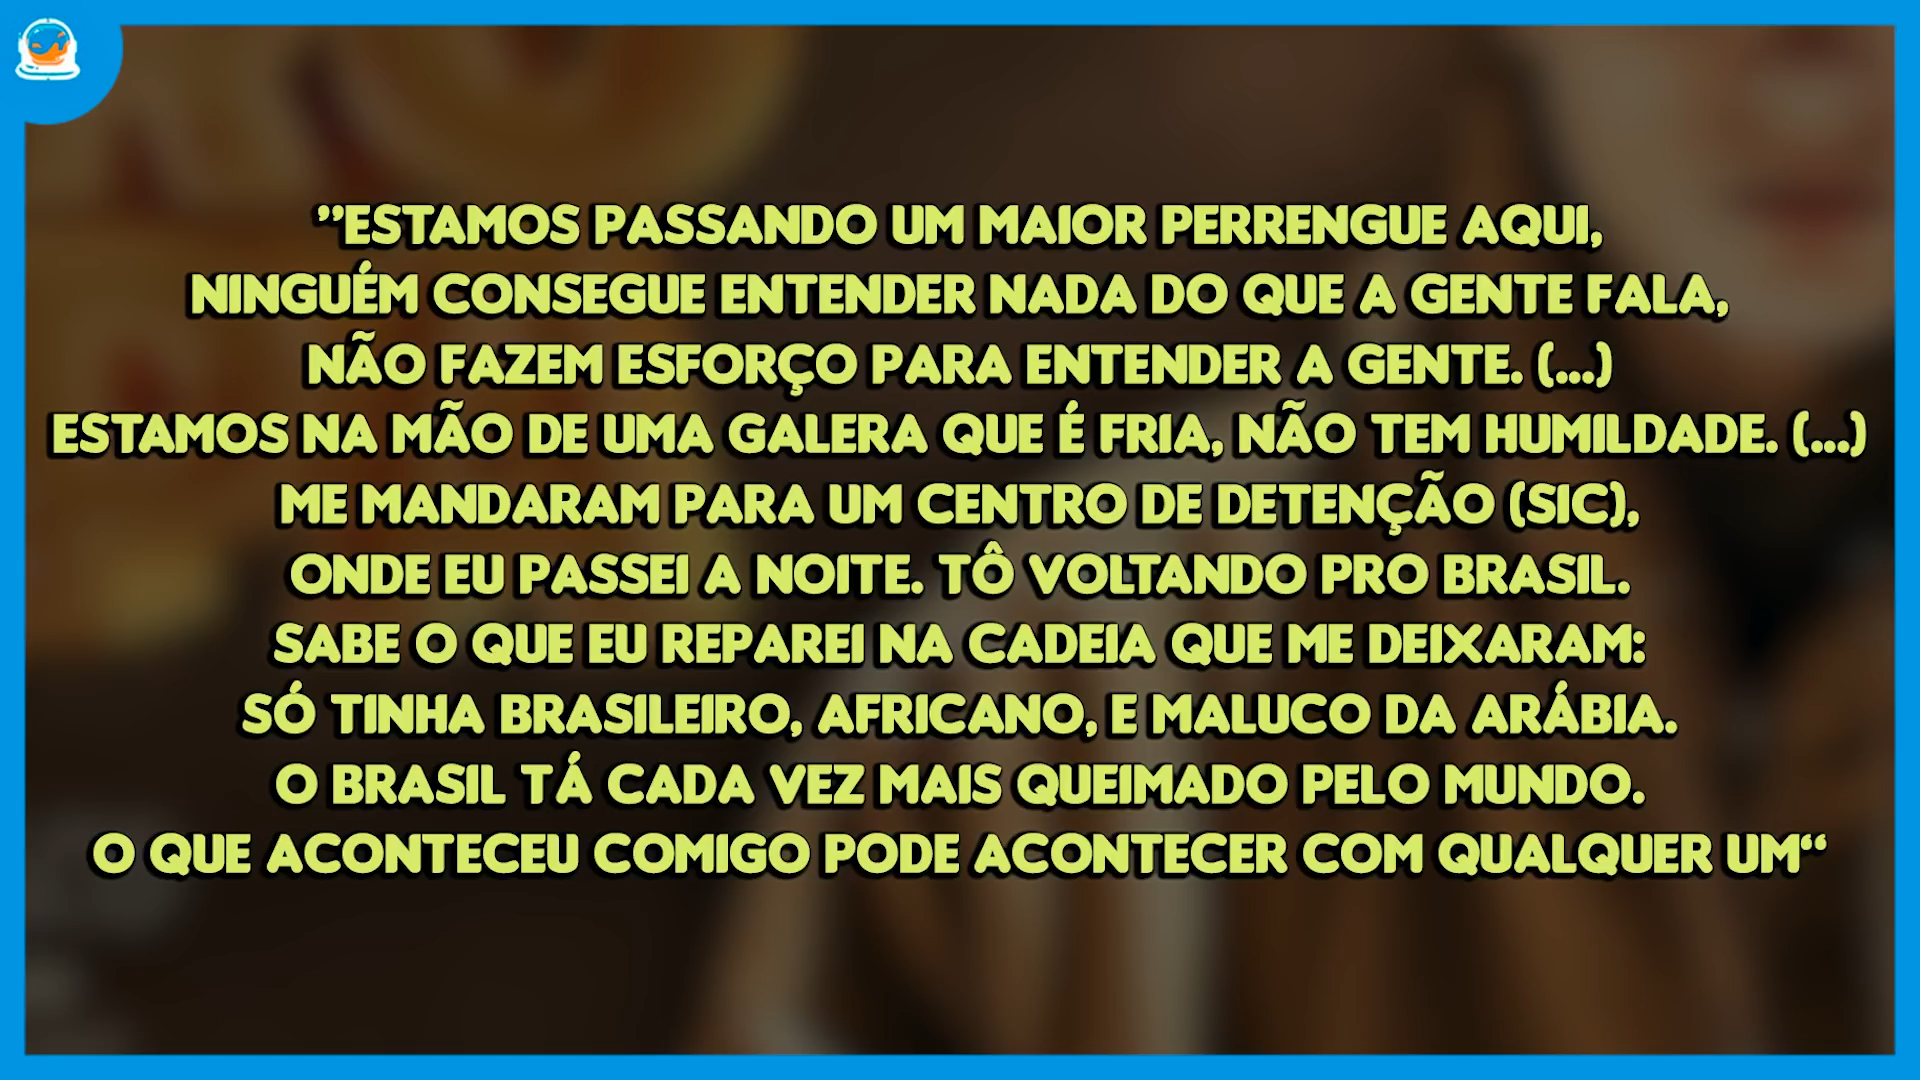 "ESTAMOS PASSANDO UM MAIOR PERRENGUE AQUI,
NINGUÉM CONSEGUE ENTENDER NADA DO QUE A GENTE FALA,
NÃO FAZEM ESFORÇO PARA ENTENDER A GENTE. (...)
ESTAMOS NA MÃO DE UMA GALERA QUE É FRIA, NÃO TEM HUMILDADE. (...)
ME MANDARAM PARA UM CENTRO DE DETENÇÃO (SIC),
ONDE EU PASSEI A NOITE. TÔ VOLTANDO PRO BRASIL.
SABE O QUE EU REPAREI NA CADEIA QUE ME DEIXARAM:
SÓ TINHA BRASILEIRO, AFRICANO, E MALUCO DA ARÁBIA.
O BRASIL TÁ CADA VEZ MAIS QUEIMADO PELO MUNDO.
O QUE ACONTECEU COMIGO PODE ACONTECER COM QUALQUER UM“